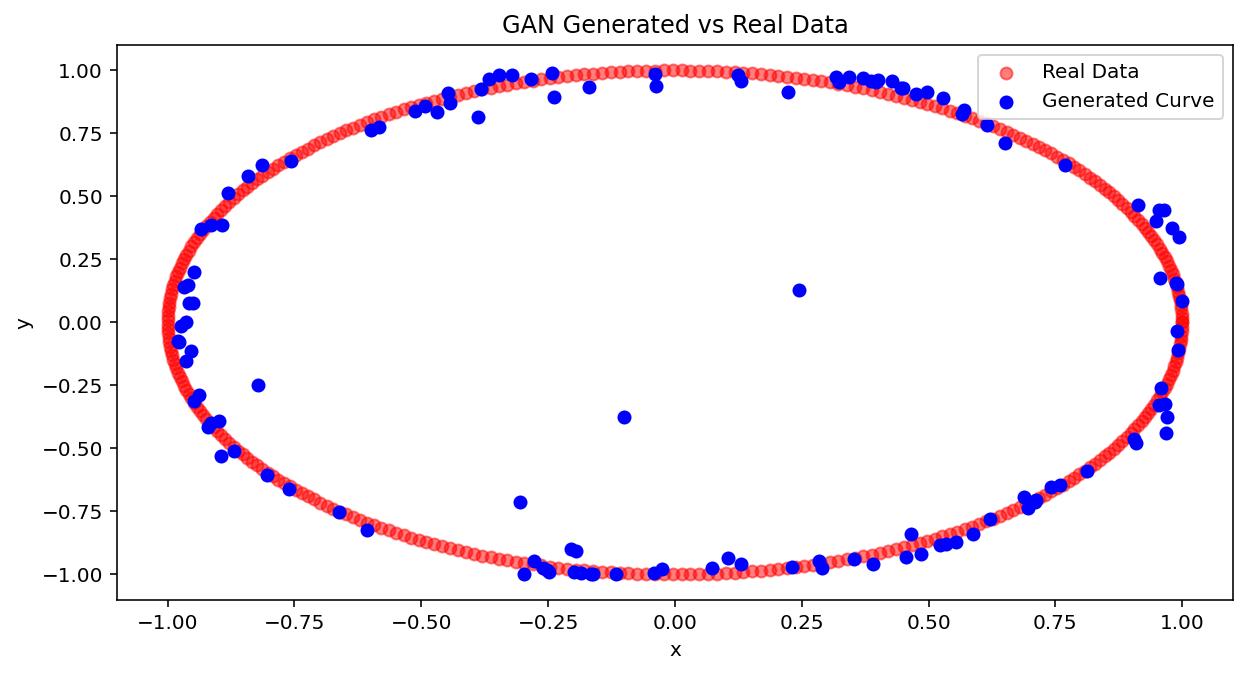 GAN Generated vs Real Data
Real Data
Generated Curve
1.00
0.75
0.50
0.25
0.00
−0.25
−0.50
−0.75
−1.00
y
−1.00 −0.75 −0.50 −0.25 0.00 0.25 0.50 0.75 1.00
x